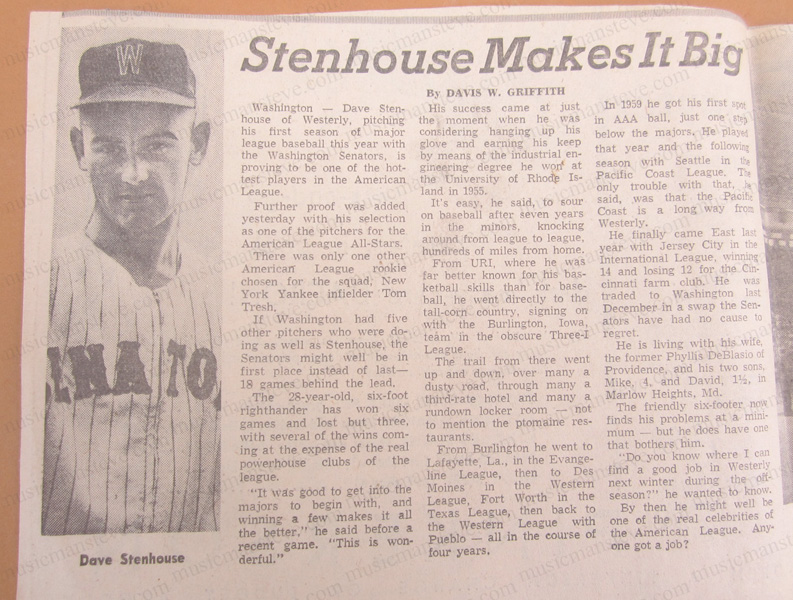 Stenhouse Makes It Big
By DAVIS W. GRIFFITH
Washington — Dave Sten-
house of Westerly, pitching
his first season of major
league baseball this year with
the Washington Senators, is
proving to be one of the hot-
test players in the American
League.
Further proof was added
yesterday with his selection
as one of the pitchers for the
American League All-Stars.
There was only one other
American League rookie
chosen for the squad, New
York Yankee infielder Tom
Tresh.
If Washington had five
other pitchers who were do-
ing as well as Stenhouse, the
Senators might well be in
first place instead of last—
18 games behind the lead.
The 28-year-old, six-foot
righthander has won six
games and lost but three,
with several of the wins com-
ing at the expense of the real
powerhouse clubs of the
league.
"It was good to get into the
majors to begin with, and
winning a few makes it all
the better," he said before a
recent game. "This is won-
derful."
His success came at just
the moment when he was
considering hanging up his
glove and earning his keep
by means of the industrial en-
gineering degree he won at
the University of Rhode Is-
land in 1955.
It's easy, he said, to sour
on baseball after seven years
in the minors, knocking
around from league to league,
hundreds of miles from home.
From URI, where he was
far better known for his bas-
ketball skills than for base-
ball, he went directly to the
tall-corn country, signing on
with the Burlington, Iowa,
team in the obscure Three-I
League.
The trail from there went
up and down, over many a
dusty road, through many a
third-rate hotel and many a
rundown locker room — not
to mention the ptomaine res-
taurants.
From Burlington he went to
Lafayette, La., in the Evange-
line League, then to Des
Moines in the Western
League, Fort Worth in the
Texas League, then back to
the Western League with
Pueblo — all in the course of
four years.
In 1959 he got his first spot
in AAA ball, just one step
below the majors. He played
that year and the following
season with Seattle in the
Pacific Coast League. The
only trouble with that, he
said, was that the Pacific
Coast is a long way from
Westerly.
He finally came East last
year with Jersey City in the
International League, winning
14 and losing 12 for the Cin-
cinnati farm club. He was
traded to Washington last
December in a swap the Sen-
ators have had no cause to
regret.
He is living with his wife,
the former Phyllis DeBlasio of
Providence, and his two sons,
Mike, 4, and David, 1½, in
Marlow Heights, Md.
The friendly six-footer now
finds his problems at a mini-
mum — but he does have one
that bothers him.
"Do you know where I can
find a good job in Westerly
next winter during the off-
season?" he wanted to know.
By then he might well be
one of the real celebrities of
the American League. Any-
one got a job?
W
ENATO
Dave Stenhouse
musicmansteve.com